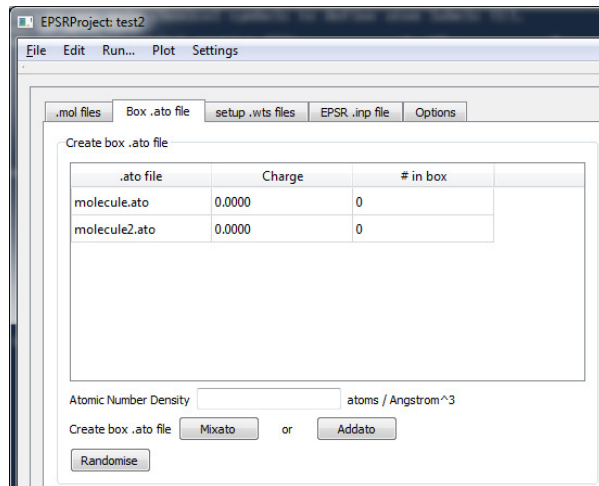 EPSRProject: test2
File Edit Run... Plot Settings
.mol files Box .ato file setup .wts files EPSR .inp file Options
Create box .ato file
.ato file Charge # in box
molecule.ato 0.0000 0
molecule2.ato 0.0000 0
Atomic Number Density atoms / Angstrom^3
Create box .ato file Mixato or Addato
Randomise